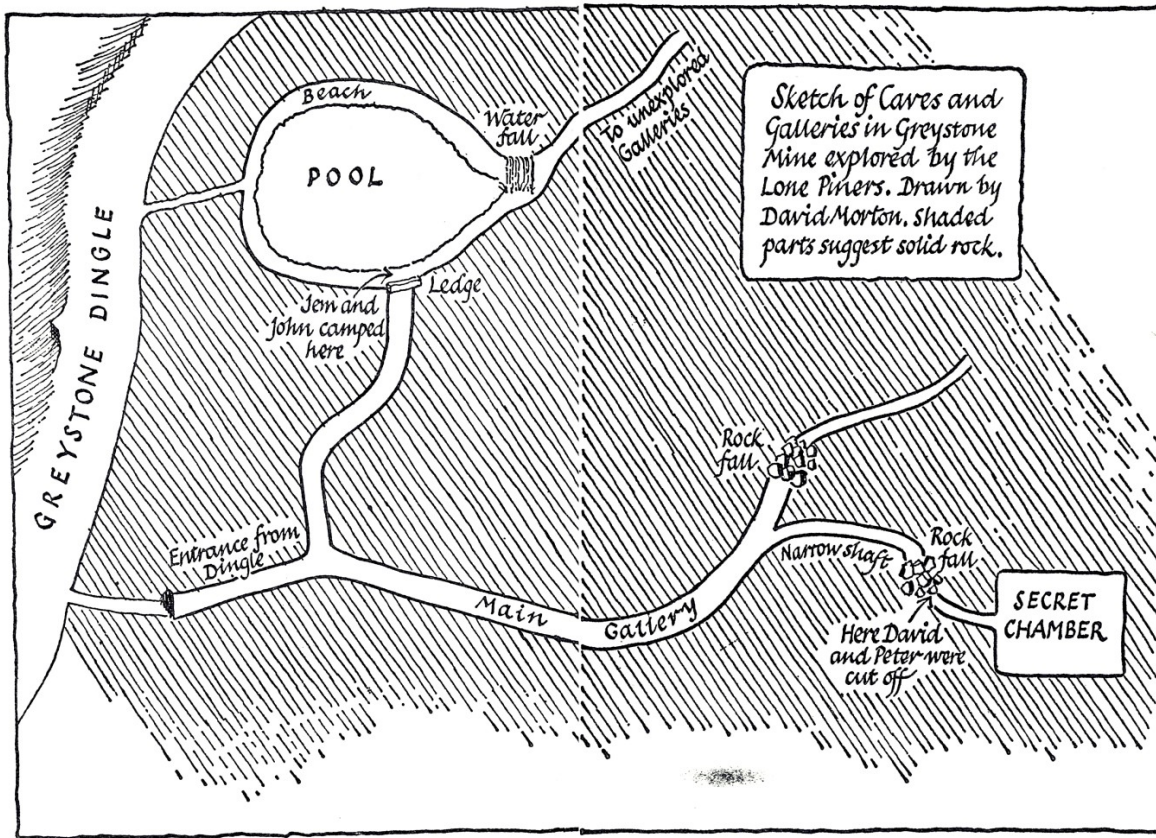 Beach
Water
fall
To unexplored
Galleries
POOL
Sketch of Caves and
Galleries in Greystone
Mine explored by the
Lone Piners. Drawn by
David Morton. Shaded
parts suggest solid rock.
GREYSTONE DINGLE
Ledge
Jem and
John camped
here
Rock
fall
Entrance from
Dingle
Main Gallery
Narrow shaft
Rock
fall
SECRET
CHAMBER
Here David
and Peter were
cut off